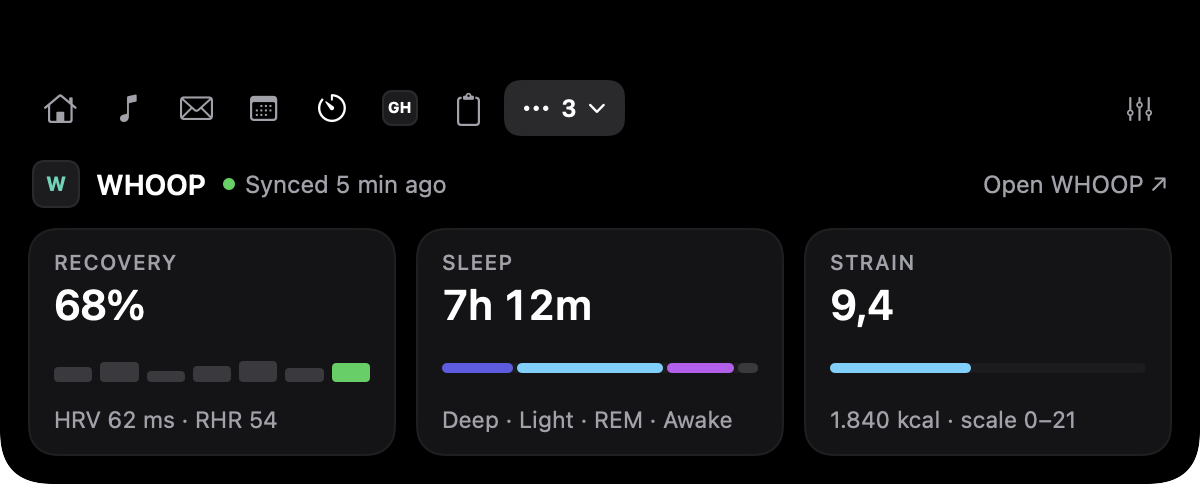 GH
••• 3
W
WHOOP
Synced 5 min ago
Open WHOOP ↗
RECOVERY
68%
HRV 62 ms · RHR 54
SLEEP
7h 12m
Deep · Light · REM · Awake
STRAIN
9,4
1.840 kcal · scale 0–21